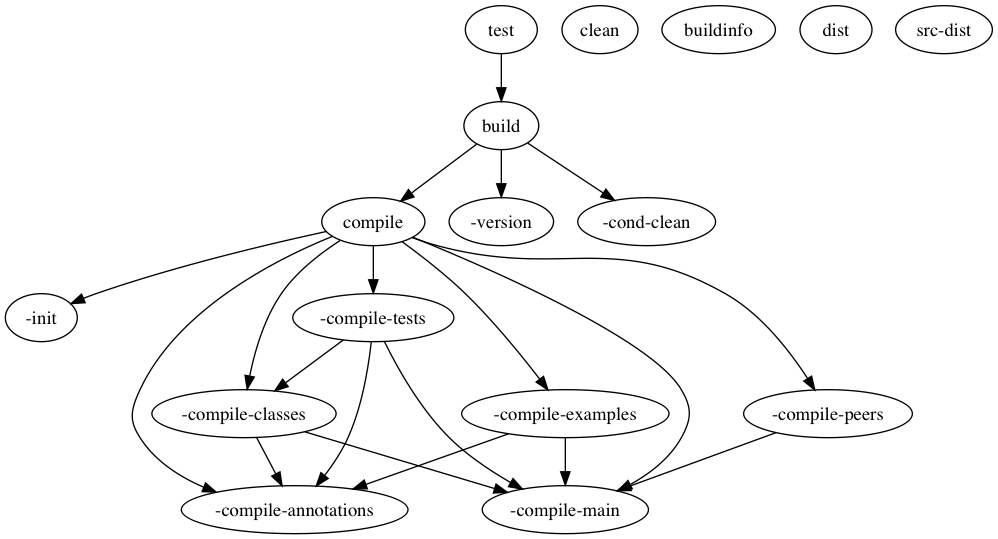 test
clean
buildinfo
dist
src-dist
build
compile
-version
-cond-clean
-init
-compile-tests
-compile-classes
-compile-examples
-compile-peers
-compile-annotations
-compile-main